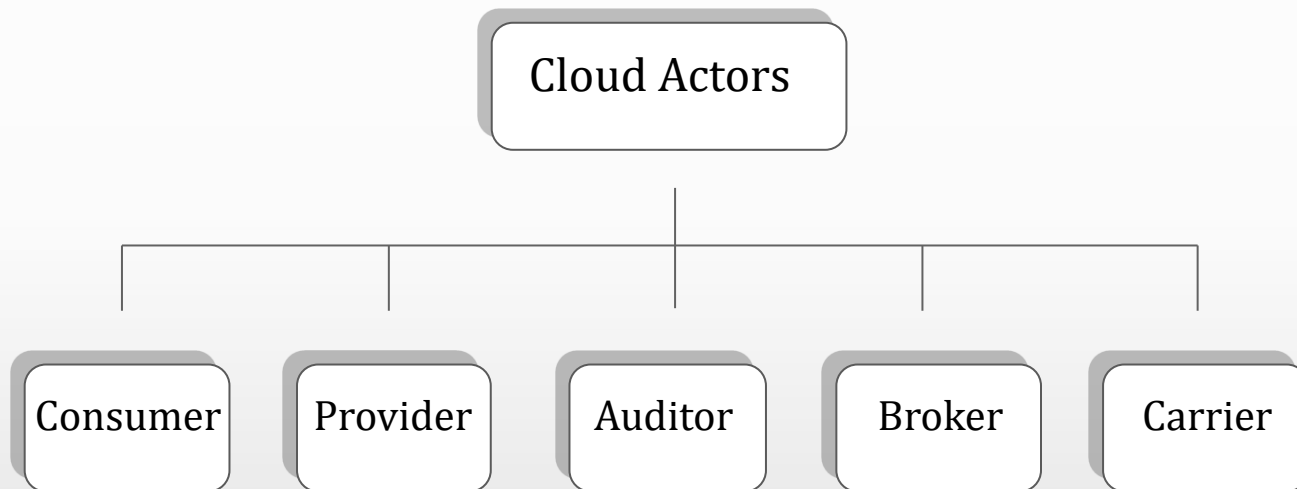 Cloud Actors
Consumer
Provider
Auditor
Broker
Carrier